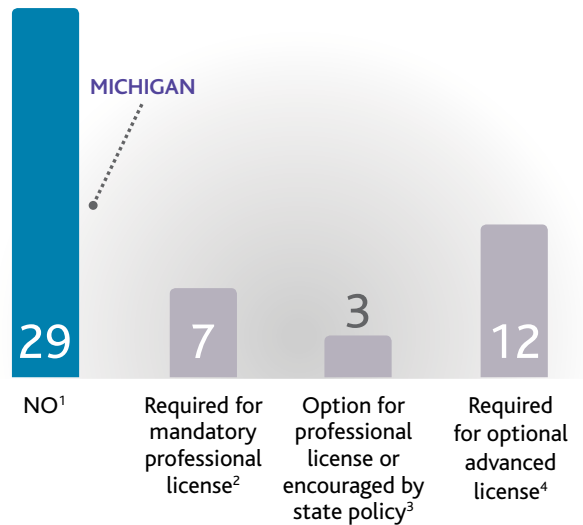 MICHIGAN
29
7
3
12
NO¹
Required for
mandatory
professional
license²
Option for
professional
license or
encouraged by
state policy³
Required
for optional
advanced
license⁴